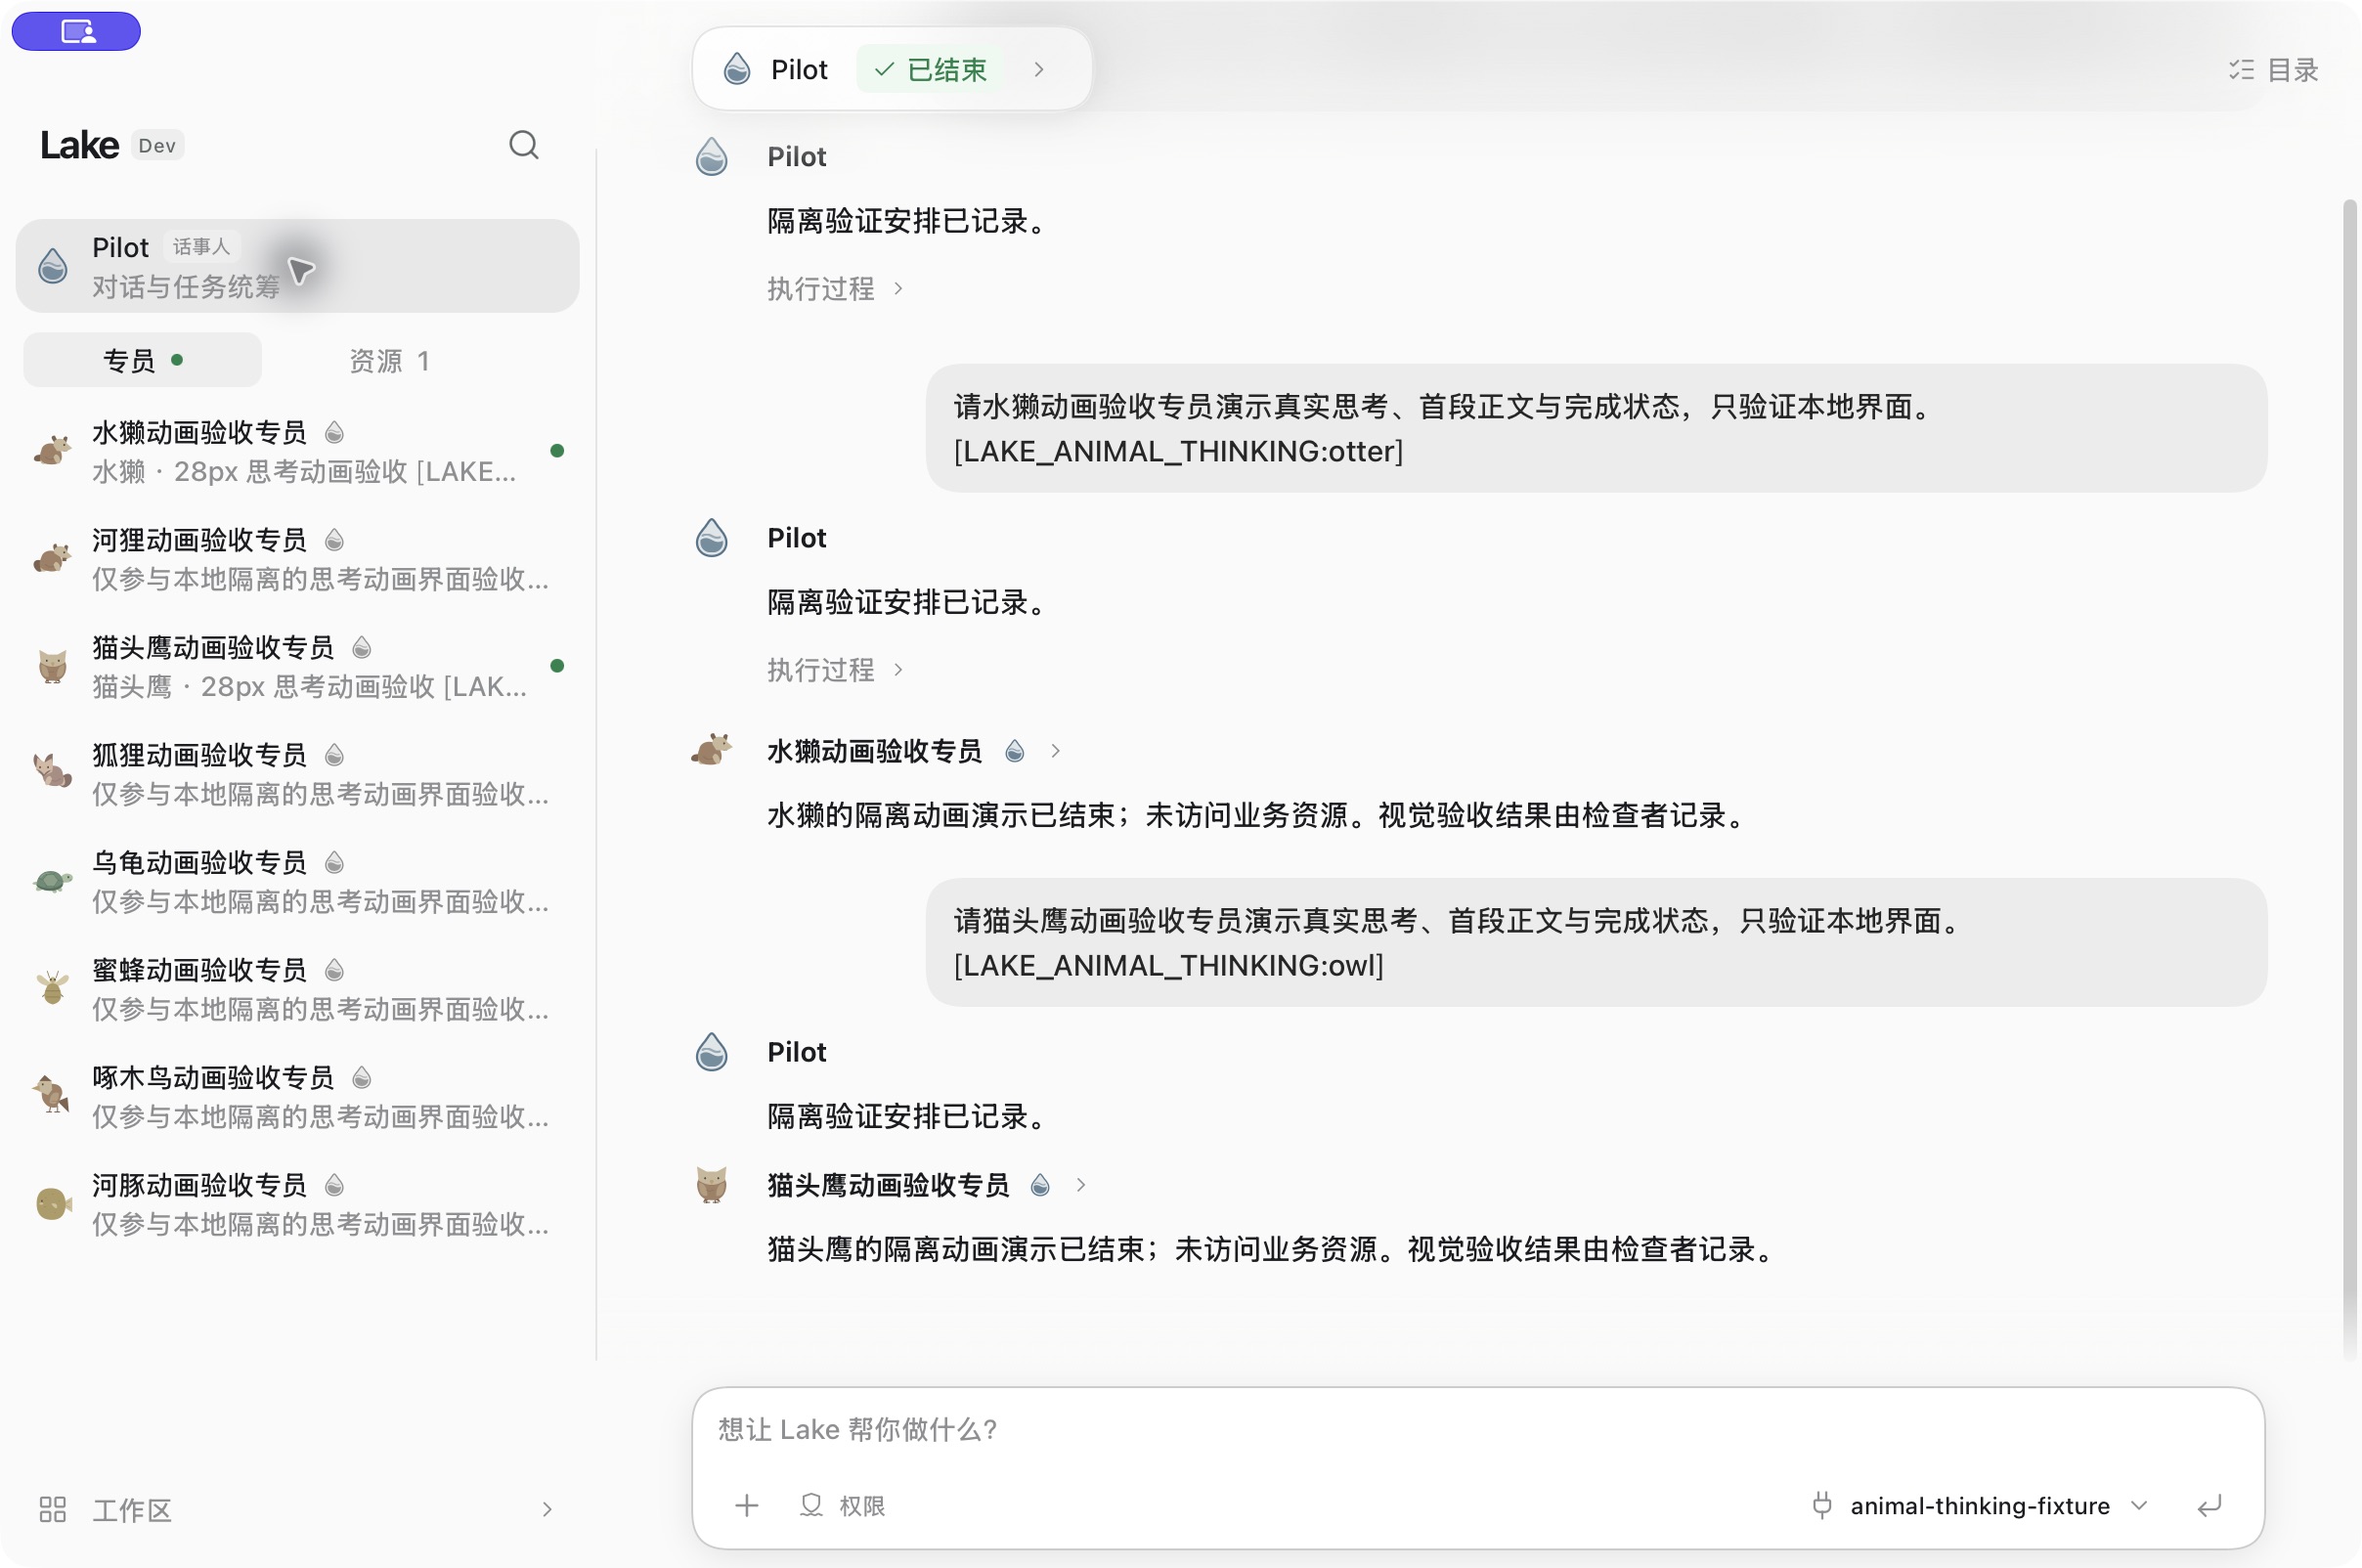 Lake Dev
Pilot 话事人
对话与任务统筹
专员
资源 1
水獭动画验收专员
水獭 · 28px 思考动画验收 [LAKE...
河狸动画验收专员
仅参与本地隔离的思考动画界面验收...
猫头鹰动画验收专员
猫头鹰 · 28px 思考动画验收 [LAK...
狐狸动画验收专员
仅参与本地隔离的思考动画界面验收...
乌龟动画验收专员
仅参与本地隔离的思考动画界面验收...
蜜蜂动画验收专员
仅参与本地隔离的思考动画界面验收...
啄木鸟动画验收专员
仅参与本地隔离的思考动画界面验收...
河豚动画验收专员
仅参与本地隔离的思考动画界面验收...
工作区
Pilot 已结束
目录
Pilot
隔离验证安排已记录。
执行过程
请水獭动画验收专员演示真实思考、首段正文与完成状态，只验证本地界面。
[LAKE_ANIMAL_THINKING:otter]
Pilot
隔离验证安排已记录。
执行过程
水獭动画验收专员
水獭的隔离动画演示已结束；未访问业务资源。视觉验收结果由检查者记录。
请猫头鹰动画验收专员演示真实思考、首段正文与完成状态，只验证本地界面。
[LAKE_ANIMAL_THINKING:owl]
Pilot
隔离验证安排已记录。
猫头鹰动画验收专员
猫头鹰的隔离动画演示已结束；未访问业务资源。视觉验收结果由检查者记录。
想让 Lake 帮你做什么?
权限
animal-thinking-fixture